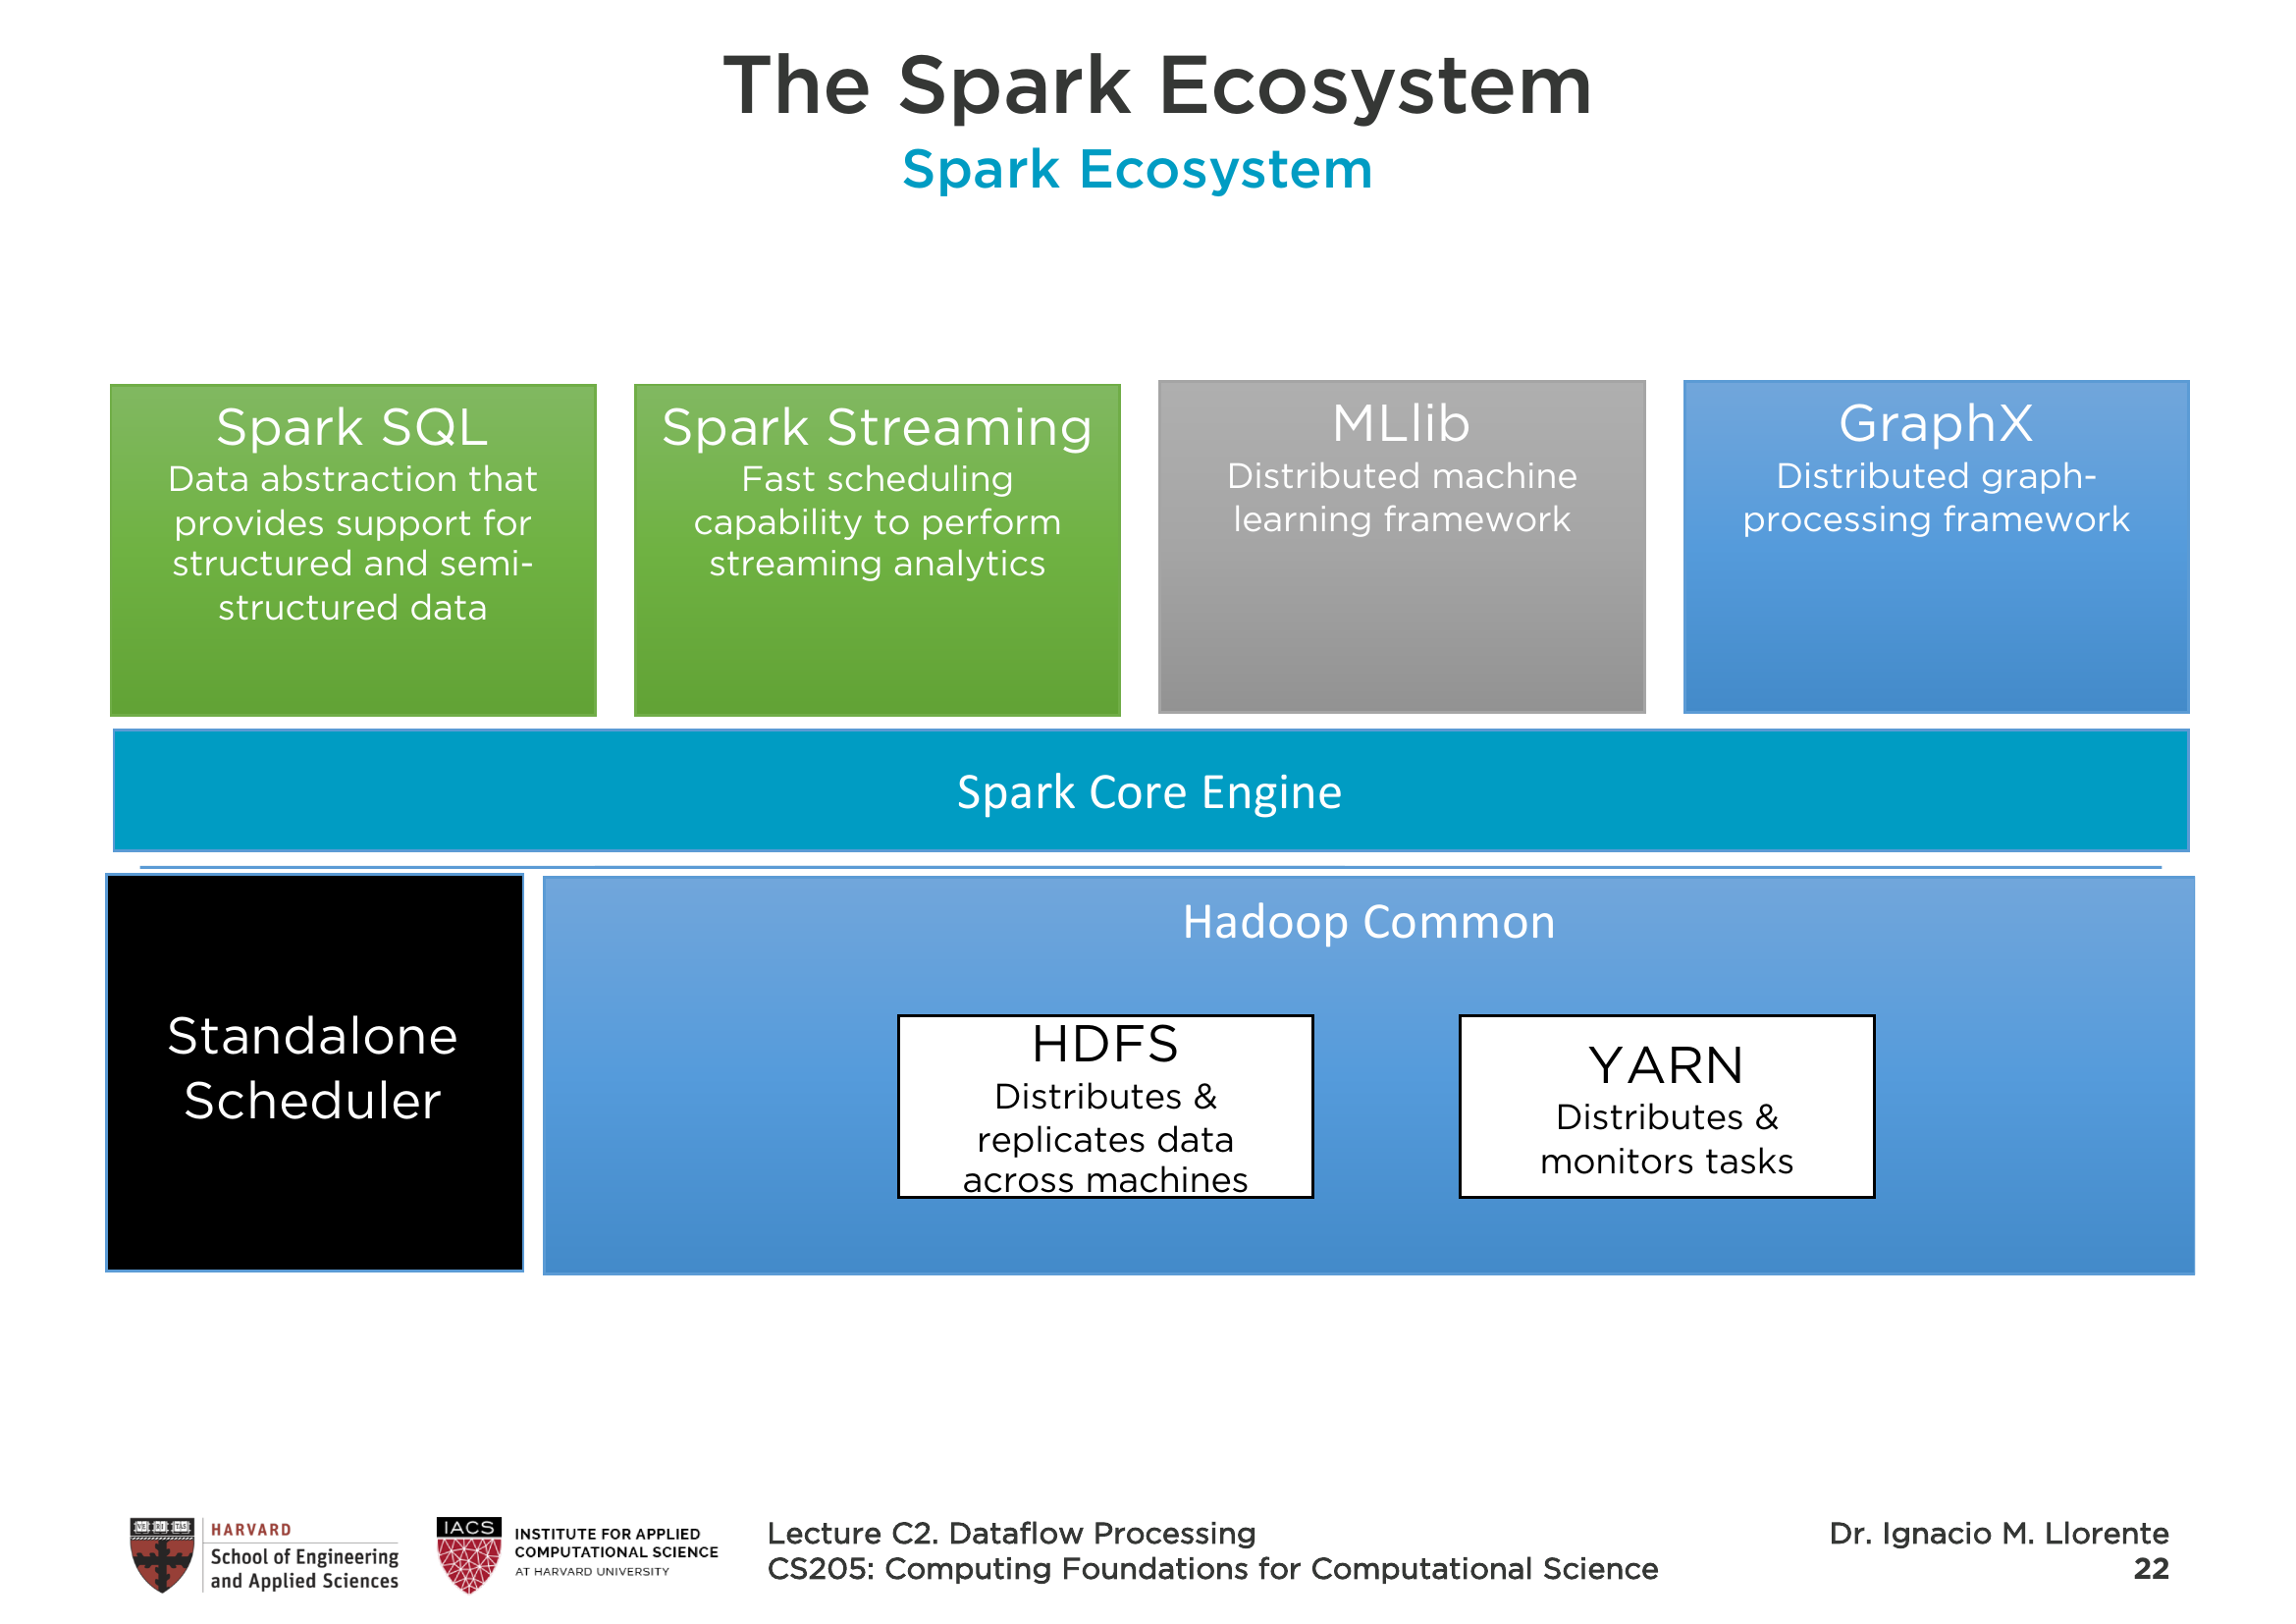 The Spark Ecosystem
Spark Ecosystem
Spark SQL
Data abstraction that
provides support for
structured and semi-
structured data
Spark Streaming
Fast scheduling
capability to perform
streaming analytics
MLlib
Distributed machine
learning framework
GraphX
Distributed graph-
processing framework
Spark Core Engine
Standalone
Scheduler
Hadoop Common
HDFS
Distributes &
replicates data
across machines
YARN
Distributes &
monitors tasks
VE RI TAS
HARVARD
School of Engineering
and Applied Sciences
IACS
INSTITUTE FOR APPLIED
COMPUTATIONAL SCIENCE
AT HARVARD UNIVERSITY
Lecture C2. Dataflow Processing
CS205: Computing Foundations for Computational Science
Dr. Ignacio M. Llorente
22